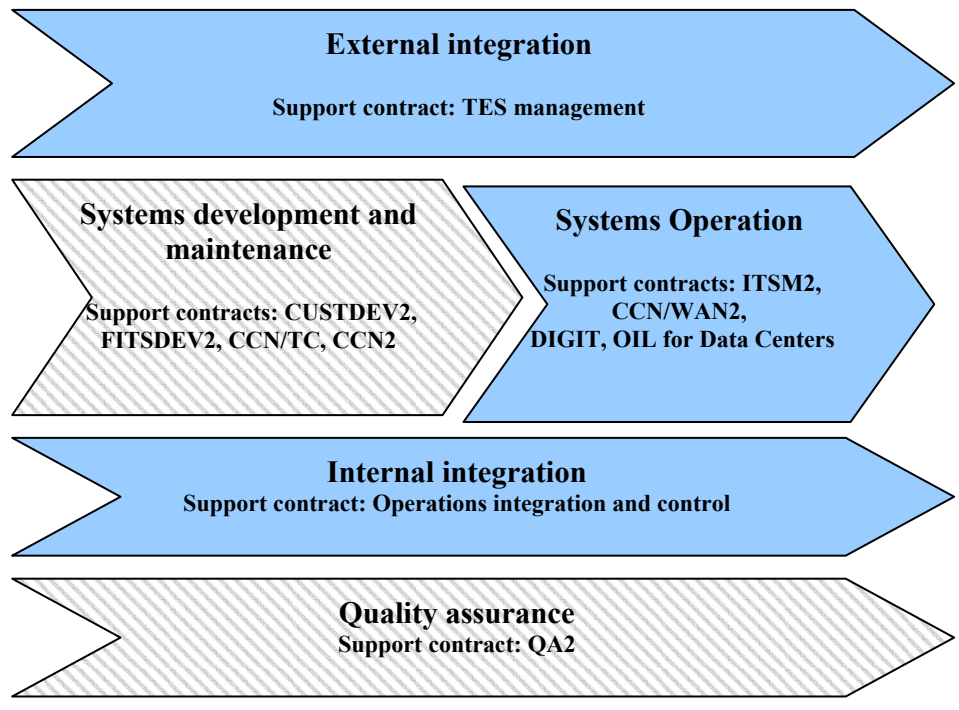 External integration
Support contract: TES management
Systems development and
maintenance
Support contracts: CUSTDEV2,
FITSDEV2, CCN/TC, CCN2
Systems Operation
Support contracts: ITSM2,
CCN/WAN2,
DIGIT, OIL for Data Centers
Internal integration
Support contract: Operations integration and control
Quality assurance
Support contract: QA2